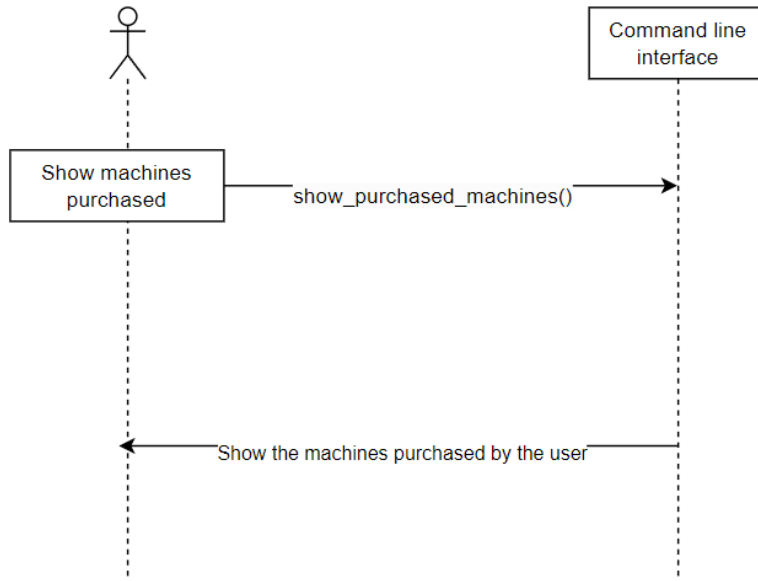 Command line
interface
Show machines
purchased
show_purchased_machines()
Show the machines purchased by the user